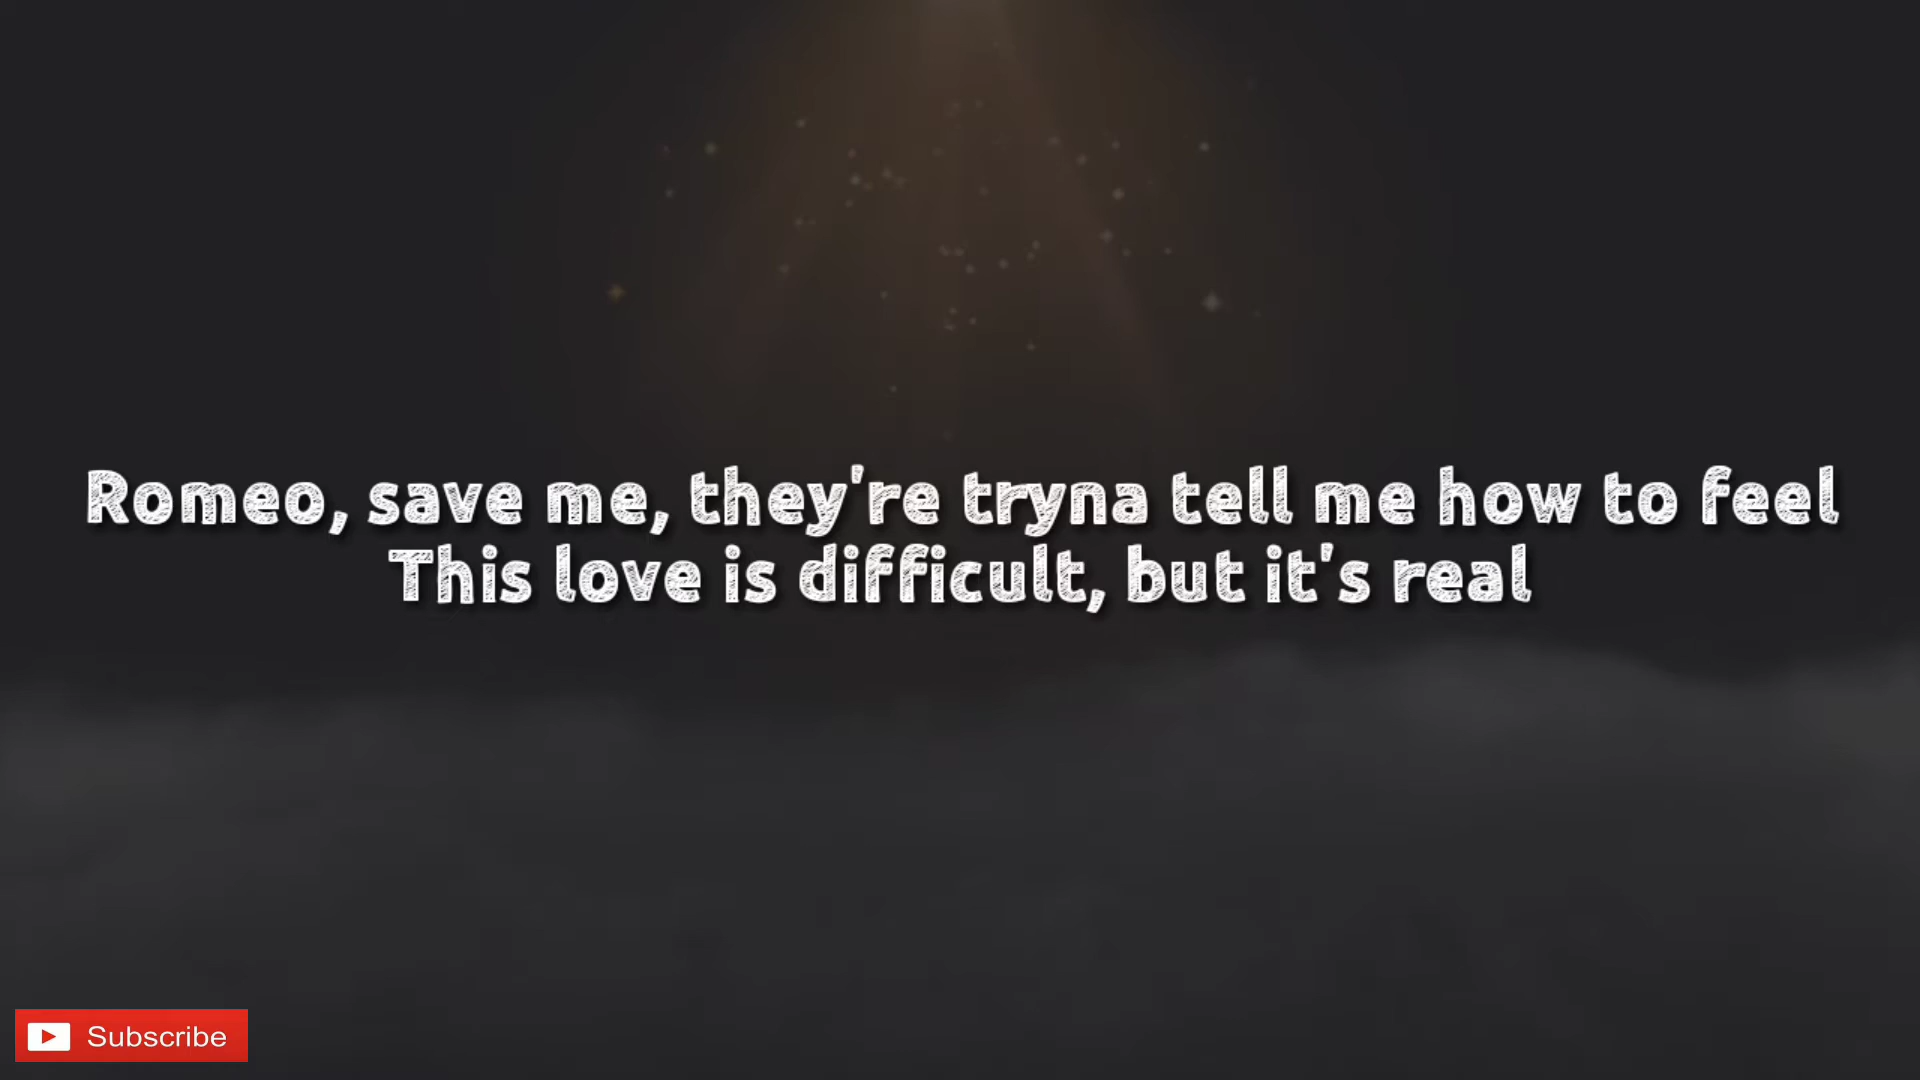 Romeo, save me, they're tryna tell me how to feel
This love is difficult, but it's real
Subscribe